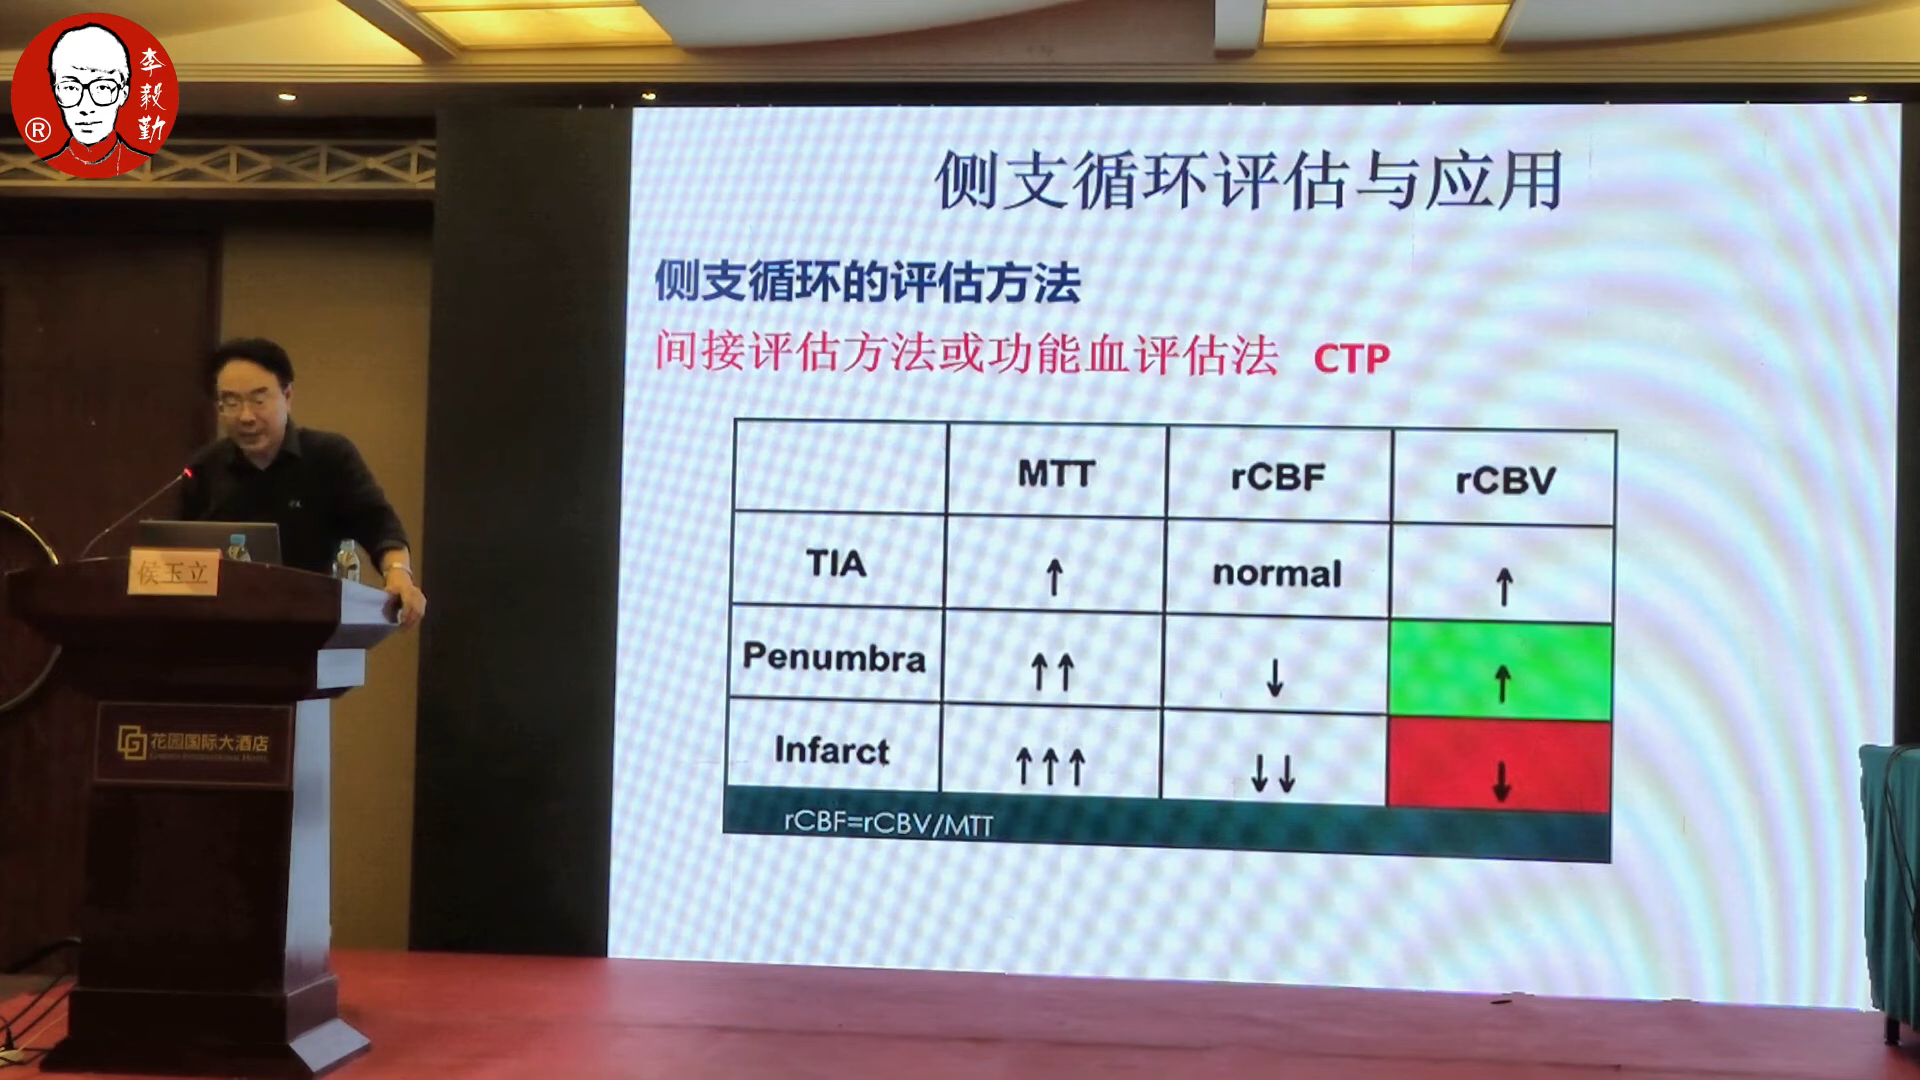 李毅勤
®
侧支循环评估与应用
侧支循环的评估方法
间接评估方法或功能血评估法 CTP
MTT rCBF rCBV
TIA ↑ normal ↑
Penumbra ↑↑ ↓ ↑
Infarct ↑↑↑ ↓↓ ↓
rCBF=rCBV/MTT
侯玉立
花园国际大酒店